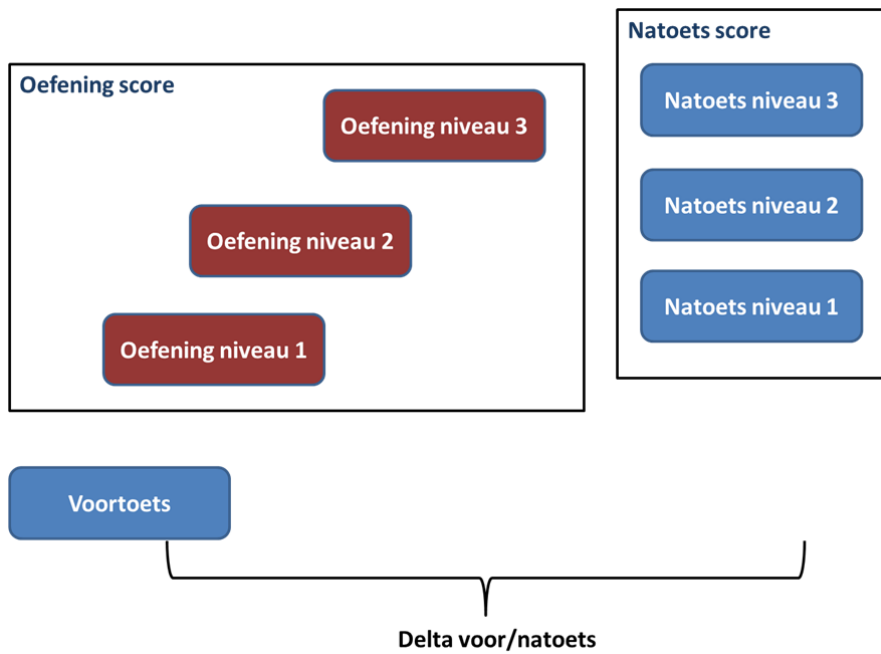 Natoets score
Natoets niveau 3
Natoets niveau 2
Natoets niveau 1
Oefening score
Oefening niveau 3
Oefening niveau 2
Oefening niveau 1
Voortoets
Delta voor/natoets